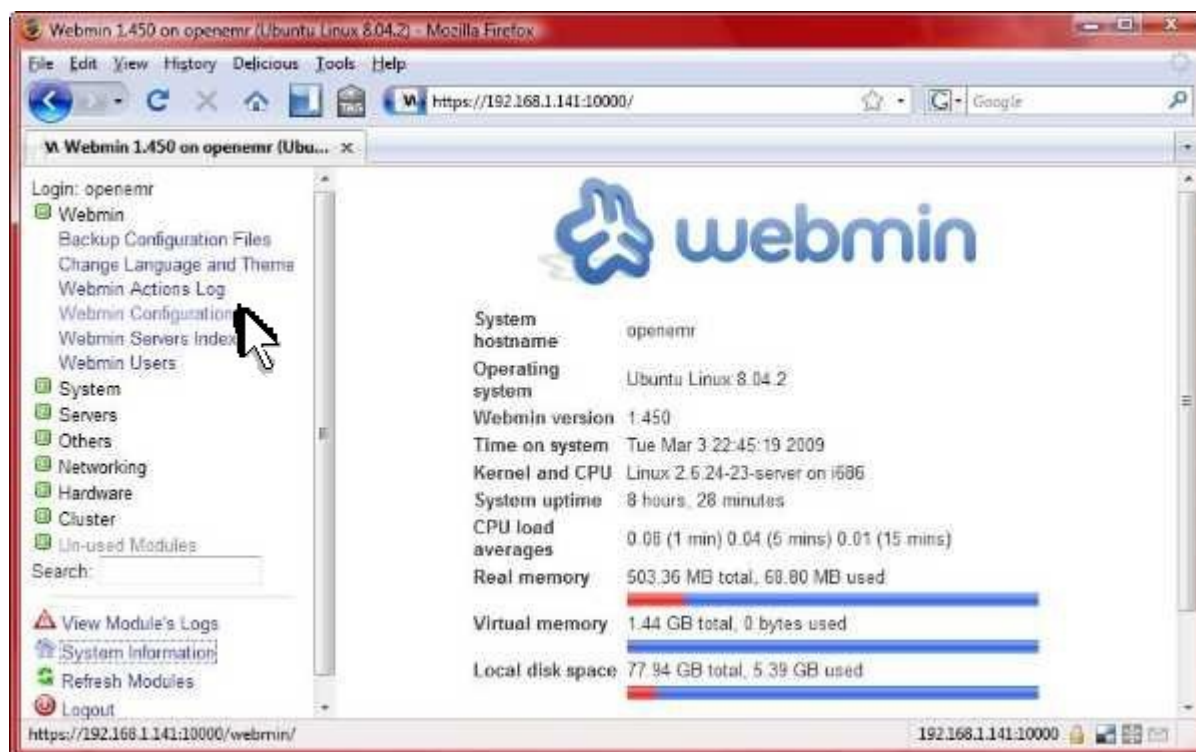 Webmin 1.450 on openemr (Ubuntu Linux 8.04.2) - Mozilla Firefox
File Edit View History Delicious Tools Help
https://192.168.1.141:10000/
Google
Webmin 1.450 on openemr (Ubu...
Login: openemr
Webmin
Backup Configuration Files
Change Language and Theme
Webmin Actions Log
Webmin Configuration
Webmin Servers Index
Webmin Users
System
Servers
Others
Networking
Hardware
Cluster
Un-used Modules
Search:
View Module's Logs
System Information
Refresh Modules
Logout
webmin
System hostname openemr
Operating system Ubuntu Linux 8.04.2
Webmin version 1.450
Time on system Tue Mar 3 22:45:19 2009
Kernel and CPU Linux 2.6.24-23-server on i686
System uptime 8 hours, 28 minutes
CPU load averages (1 min) 0.04 (5 mins) 0.01 (15 mins)
Real memory 503.36 MB total, 68.80 MB used
Virtual memory 1.44 GB total, 0 bytes used
Local disk space 77.94 GB total, 5.39 GB used
https://192.168.1.141:10000/webmin/
192.168.1.141:10000